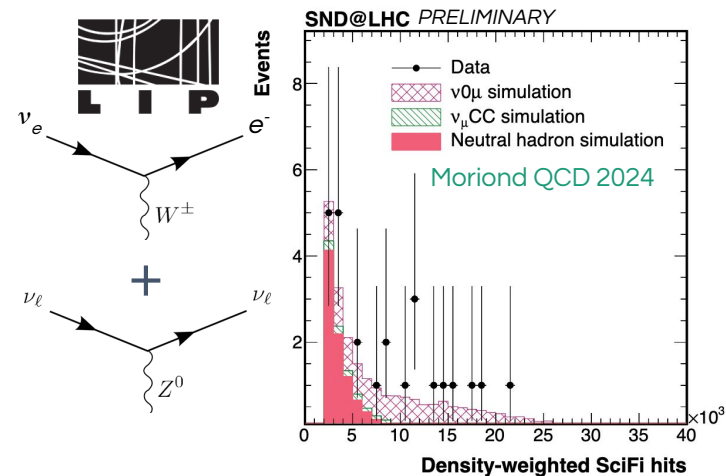 SND@LHC PRELIMINARY
LIP
Events
Data
ν0μ simulation
ν_μCC simulation
Neutral hadron simulation
Moriond QCD 2024
ν_e
e⁻
W^±
+
ν_ℓ
ν_ℓ
Z⁰
8
6
4
2
0 5 10 15 20 25 30 35 40
×10³
Density-weighted SciFi hits